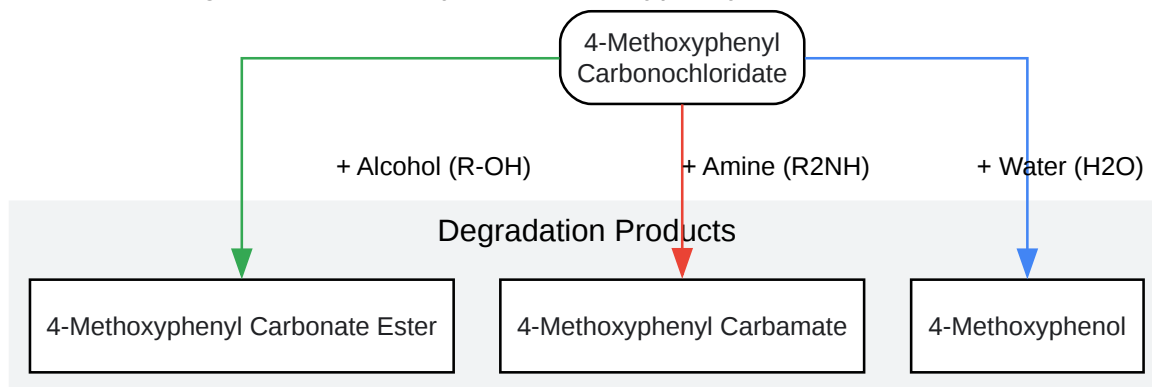 4-Methoxyphenyl
Carbonochloridate
+ Alcohol (R-OH)
+ Amine (R2NH)
+ Water (H2O)
Degradation Products
4-Methoxyphenyl Carbonate Ester
4-Methoxyphenyl Carbamate
4-Methoxyphenol